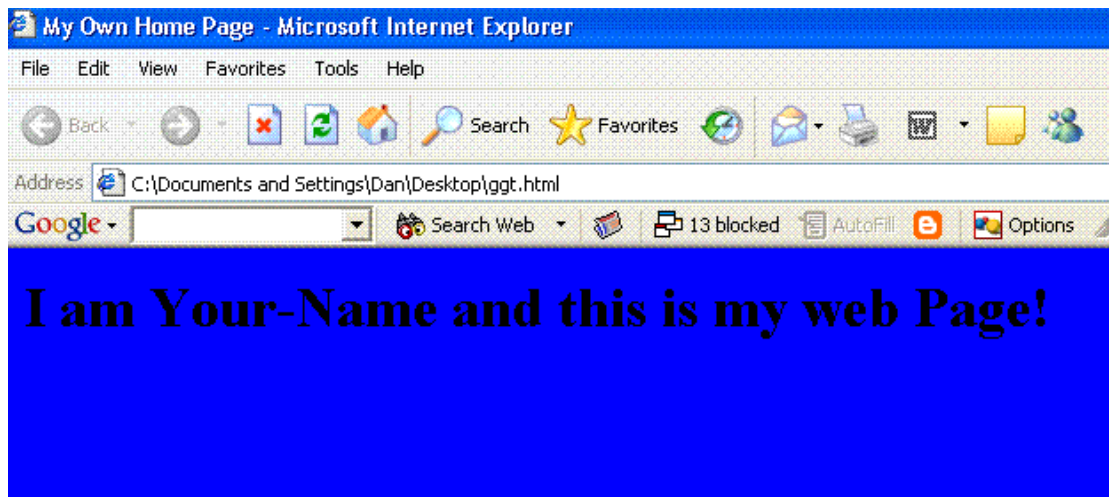 My Own Home Page - Microsoft Internet Explorer
File Edit View Favorites Tools Help
Back Search Favorites W
Address C:\Documents and Settings\Dan\Desktop\ggt.html
Google Search Web 13 blocked AutoFill Options
I am Your-Name and this is my web Page!